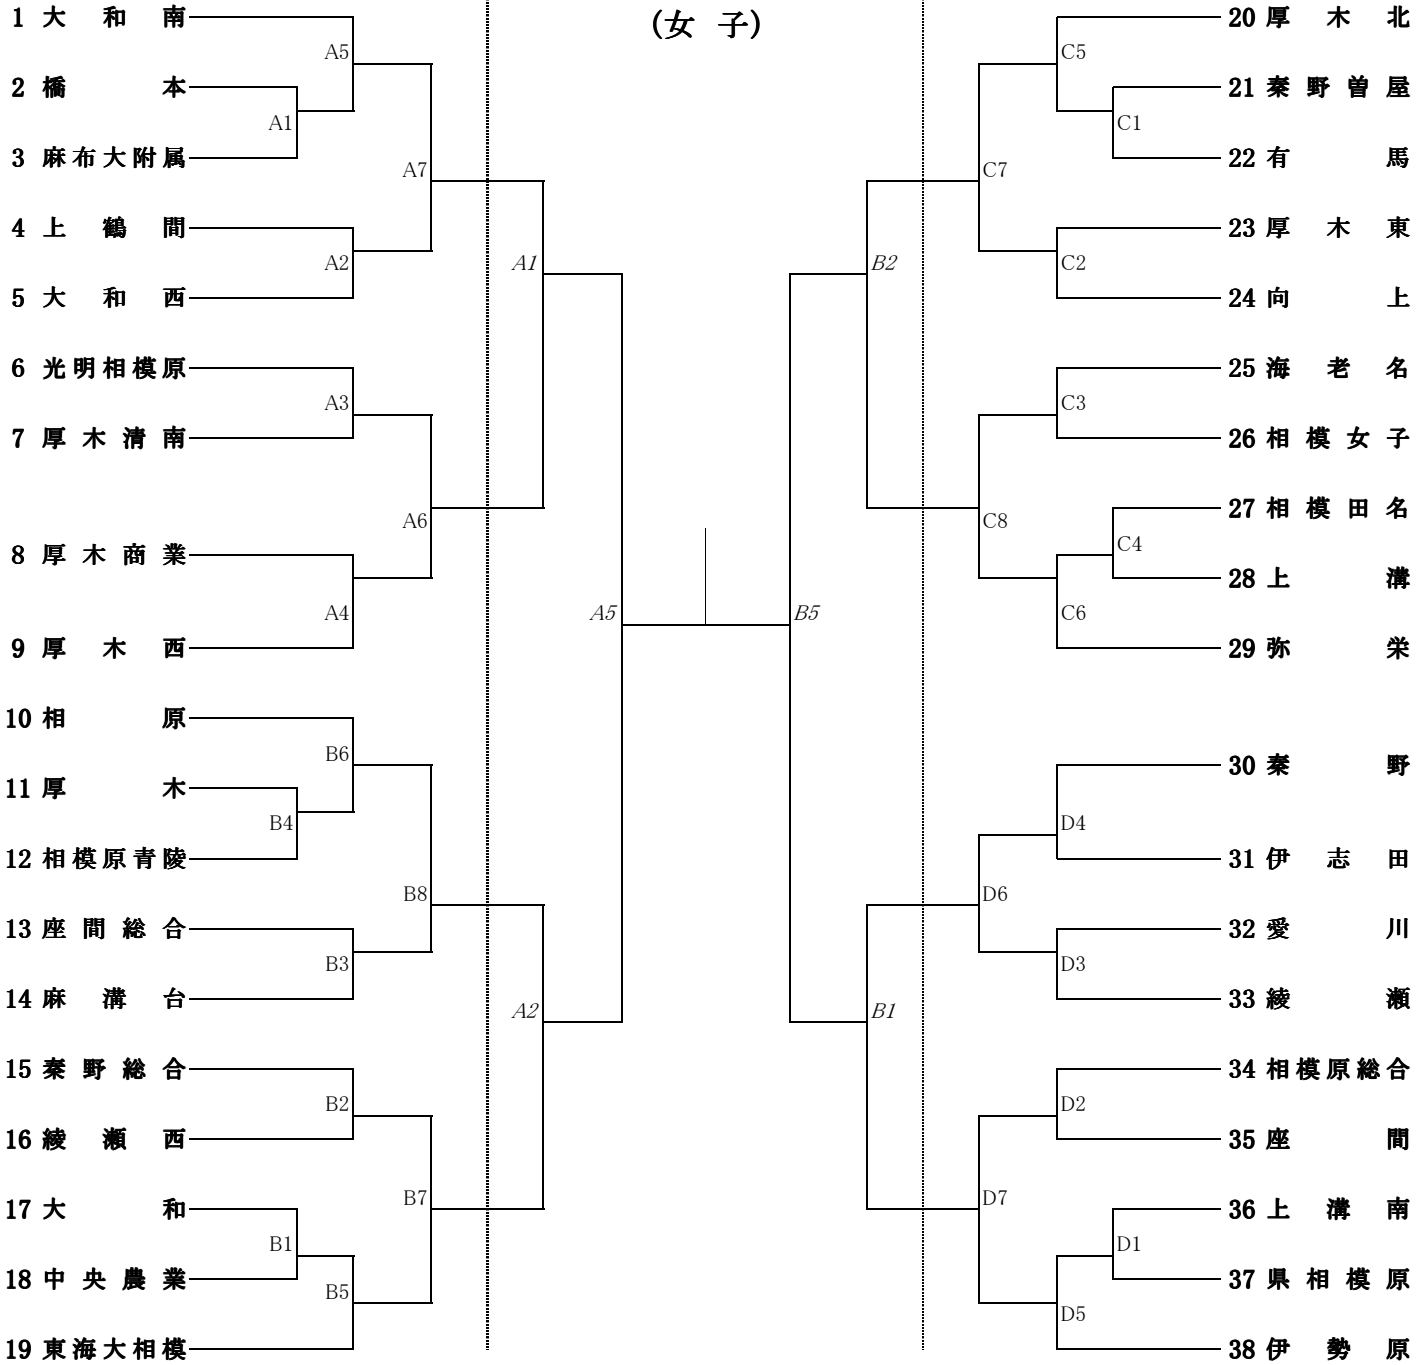 (女 子)
1 大和南
2 橋本
3 麻布大附属
4 上鶴間
5 大和西
6 光明相模原
7 厚木清南
8 厚木商業
9 厚木西
10 相原
11 厚木
12 相模原青陵
13 座間総合
14 麻溝台
15 秦野総合
16 綾瀬西
17 大和
18 中央農業
19 東海大相模
A5
A1
A7
A2
A3
A6
A4
B6
B4
B8
B3
B2
B7
B1
B5
A1
A2
A5
B5
B2
B1
C5
C1
C7
C2
C3
C8
C4
C6
D4
D6
D3
D2
D7
D1
D5
20 厚木北
21 秦野曽屋
22 有馬
23 厚木東
24 向上
25 海老名
26 相模女子
27 相模田名
28 上溝
29 弥栄
30 秦野
31 伊志田
32 愛川
33 綾瀬
34 相模原総合
35 座間
36 上溝南
37 県相模原
38 伊勢原